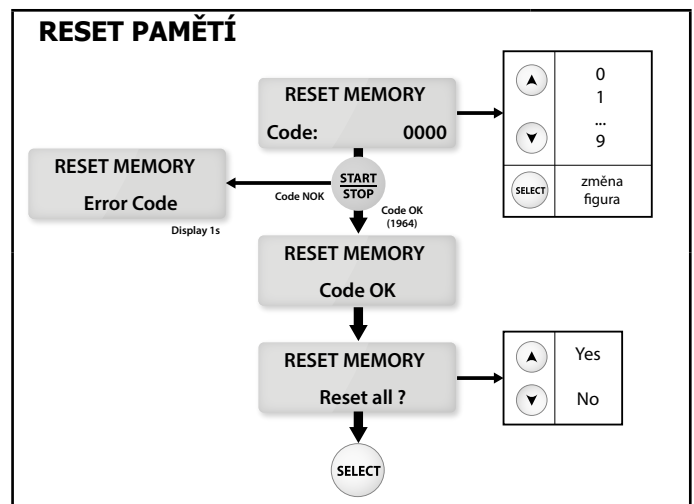 RESET PAMĚTÍ
RESET MEMORY
Code: 0000
0
1
...
9
SELECT
změna
figura
RESET MEMORY
Error Code
Display 1s
Code NOK
START
STOP
Code OK
(1964)
RESET MEMORY
Code OK
RESET MEMORY
Reset all ?
Yes
No
SELECT